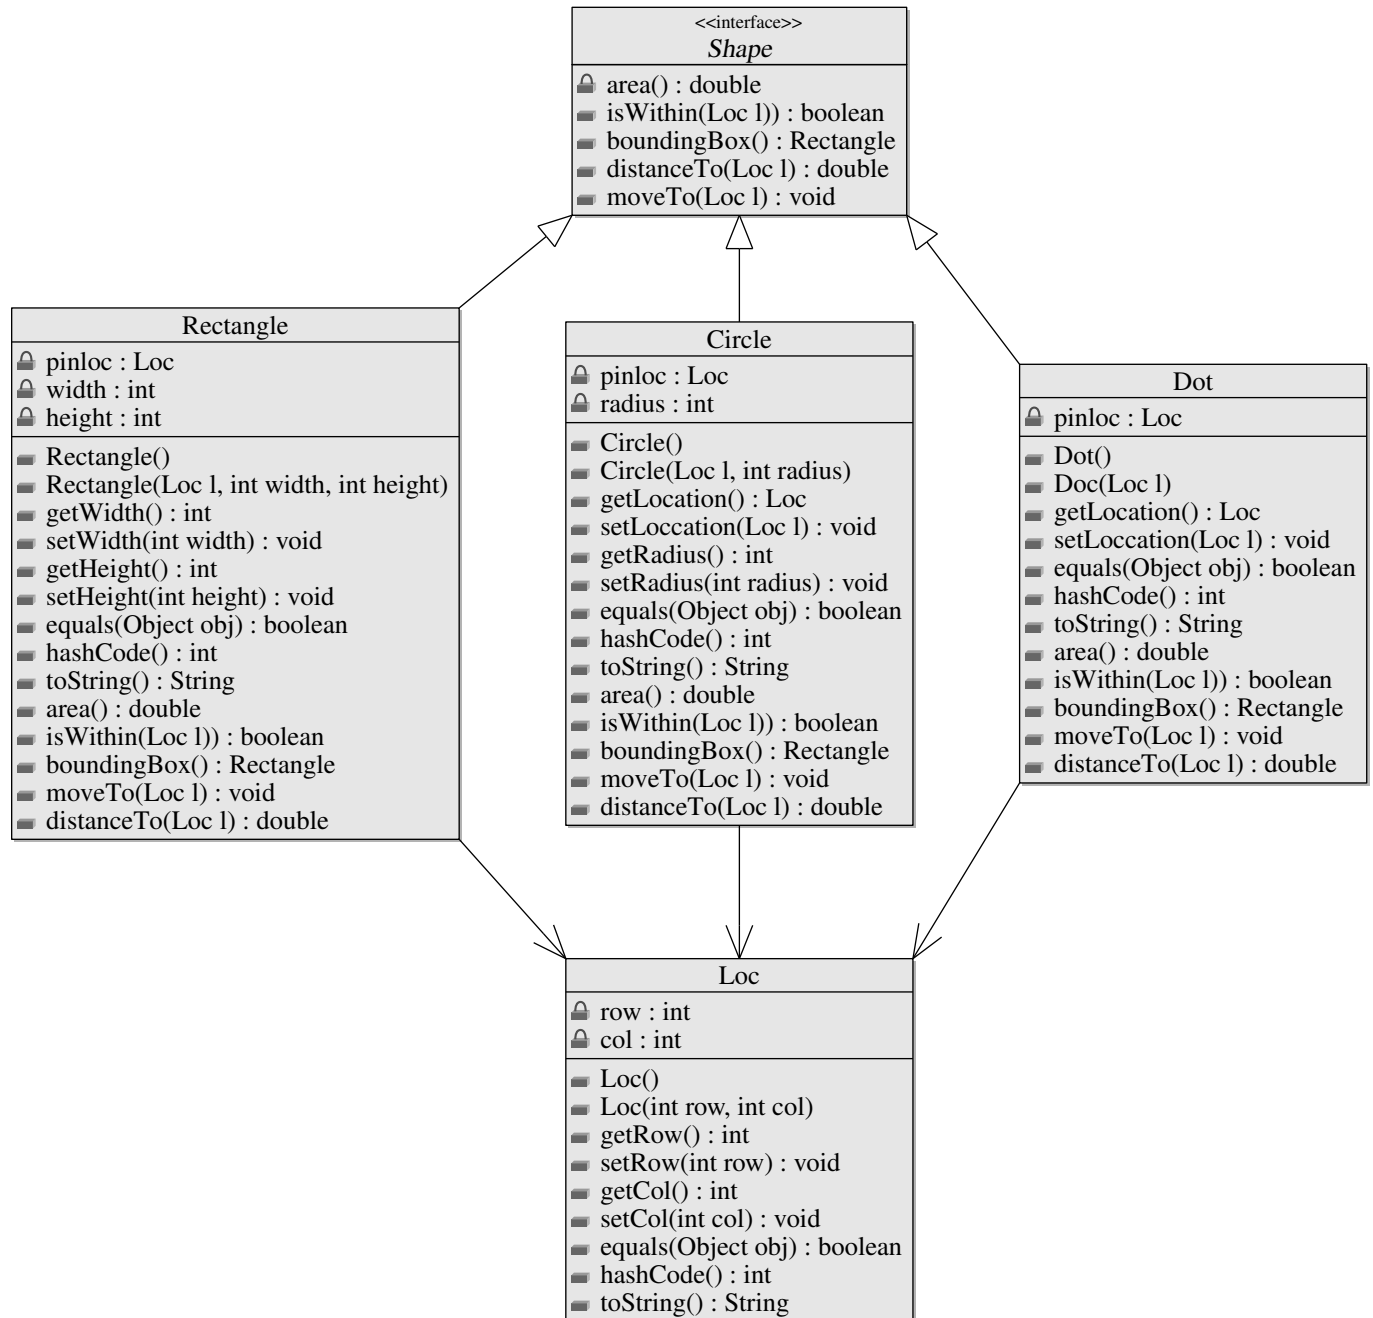 <<interface>>
Shape
area() : double
isWithin(Loc l)) : boolean
boundingBox() : Rectangle
distanceTo(Loc l) : double
moveTo(Loc l) : void
Rectangle
pinloc : Loc
width : int
height : int
Rectangle()
Rectangle(Loc l, int width, int height)
getWidth() : int
setWidth(int width) : void
getHeight() : int
setHeight(int height) : void
equals(Object obj) : boolean
hashCode() : int
toString() : String
area() : double
isWithin(Loc l)) : boolean
boundingBox() : Rectangle
moveTo(Loc l) : void
distanceTo(Loc l) : double
Circle
pinloc : Loc
radius : int
Circle()
Circle(Loc l, int radius)
getLocation() : Loc
setLoccation(Loc l) : void
getRadius() : int
setRadius(int radius) : void
equals(Object obj) : boolean
hashCode() : int
toString() : String
area() : double
isWithin(Loc l)) : boolean
boundingBox() : Rectangle
moveTo(Loc l) : void
distanceTo(Loc l) : double
Dot
pinloc : Loc
Dot()
Doc(Loc l)
getLocation() : Loc
setLoccation(Loc l) : void
equals(Object obj) : boolean
hashCode() : int
toString() : String
area() : double
isWithin(Loc l)) : boolean
boundingBox() : Rectangle
moveTo(Loc l) : void
distanceTo(Loc l) : double
Loc
row : int
col : int
Loc()
Loc(int row, int col)
getRow() : int
setRow(int row) : void
getCol() : int
setCol(int col) : void
equals(Object obj) : boolean
hashCode() : int
toString() : String